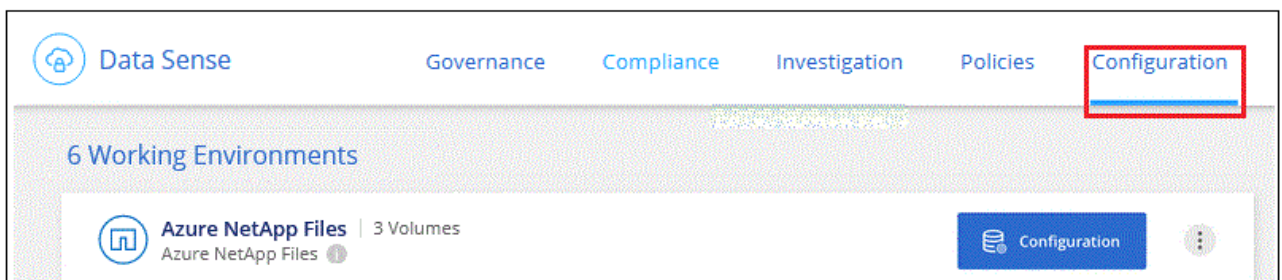 Data Sense
Governance Compliance Investigation Policies Configuration
6 Working Environments
Azure NetApp Files | 3 Volumes
Azure NetApp Files
Configuration